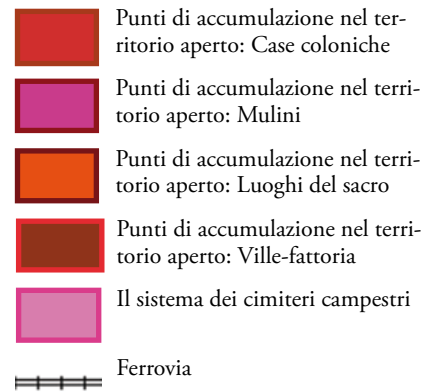 Punti di accumulazione nel ter-
ritorio aperto: Case coloniche
Punti di accumulazione nel terri-
torio aperto: Mulini
Punti di accumulazione nel terri-
torio aperto: Luoghi del sacro
Punti di accumulazione nel terri-
torio aperto: Ville-fattoria
Il sistema dei cimiteri campestri
Ferrovia